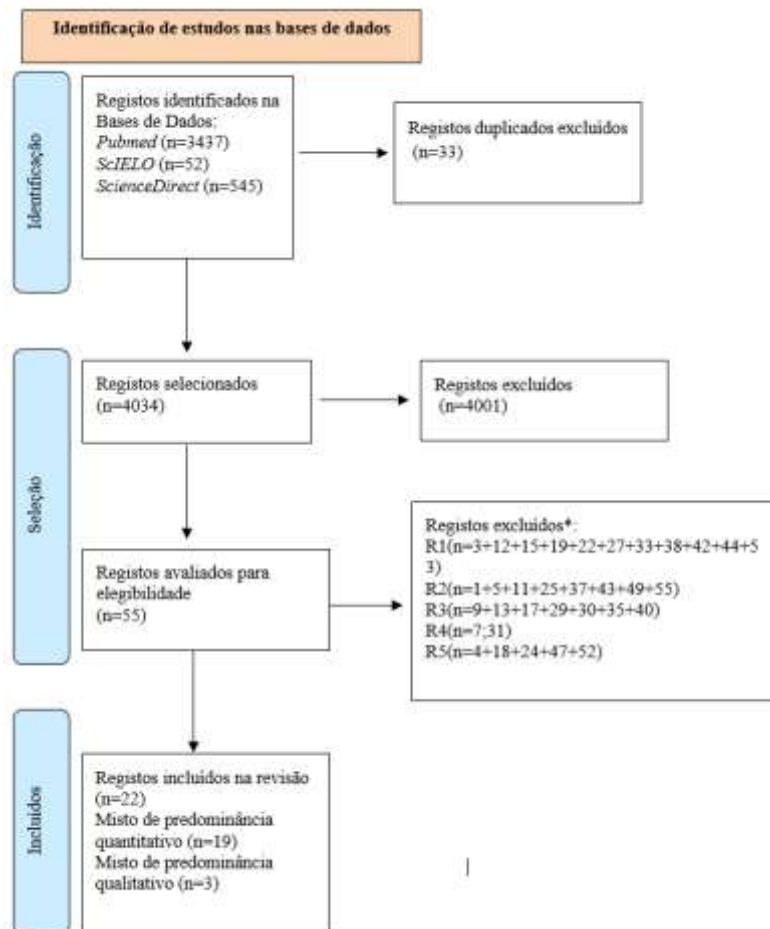 Identificação de estudos nas bases de dados
Identificação
Registos identificados na
Bases de Dados:
Pubmed (n=3437)
ScIELO (n=52)
ScienceDirect (n=545)
Registos duplicados excluídos
(n=33)
Seleção
Registos selecionados
(n=4034)
Registos excluídos
(n=4001)
Registos avaliados para
elegibilidade
(n=55)
Registos excluídos*:
R1(n=3+12+15+19+22+27+33+38+42+44+5
3)
R2(n=1+5+11+25+37+43+49+55)
R3(n=9+13+17+29+30+35+40)
R4(n=7;31)
R5(n=4+18+24+47+52)
Incluídos
Registos incluídos na revisão
(n=22)
Misto de predominância
quantitativo (n=19)
Misto de predominância
qualitativo (n=3)